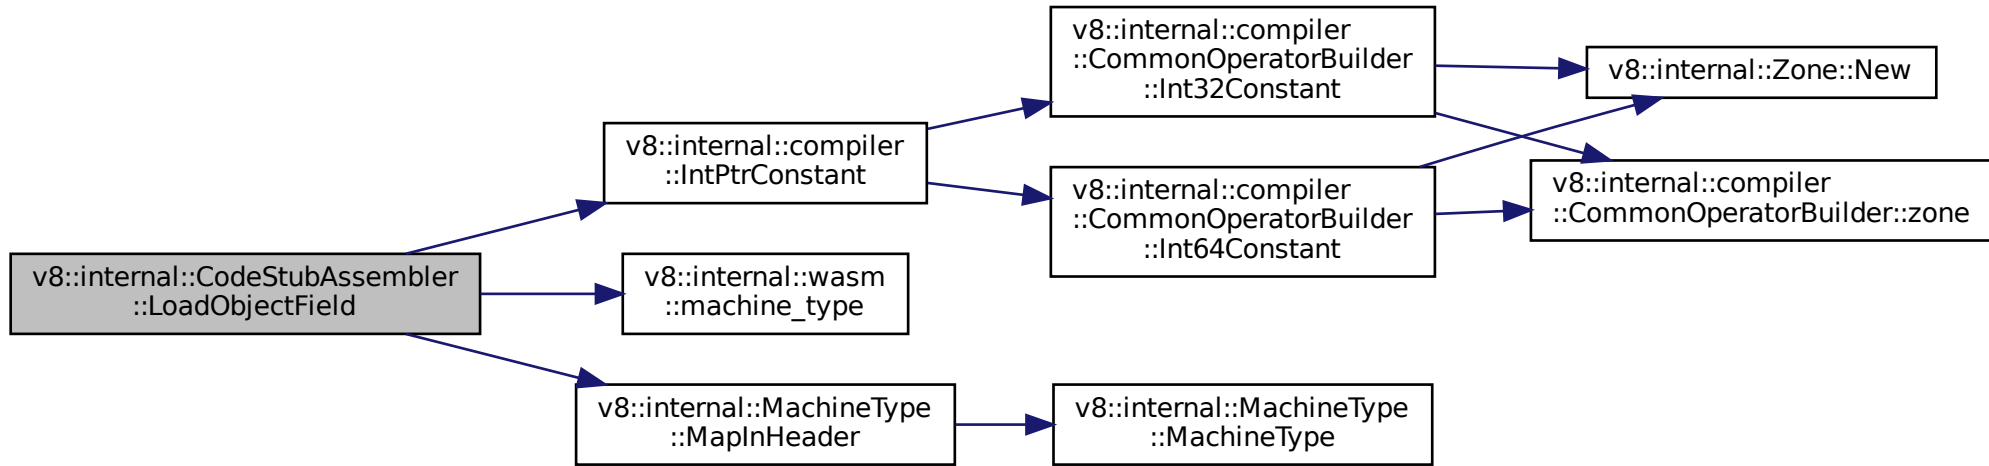 v8::internal::CodeStubAssembler
::LoadObjectField
v8::internal::compiler
::IntPtrConstant
v8::internal::wasm
::machine_type
v8::internal::MachineType
::MapInHeader
v8::internal::compiler
::CommonOperatorBuilder
::Int32Constant
v8::internal::compiler
::CommonOperatorBuilder
::Int64Constant
v8::internal::MachineType
::MachineType
v8::internal::Zone::New
v8::internal::compiler
::CommonOperatorBuilder::zone